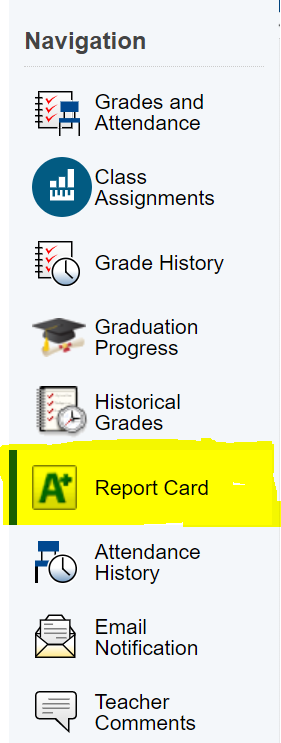 Navigation
Grades and
Attendance
Class
Assignments
Grade History
Graduation
Progress
Historical
Grades
A+
Report Card
Attendance
History
Email
Notification
Teacher
Comments